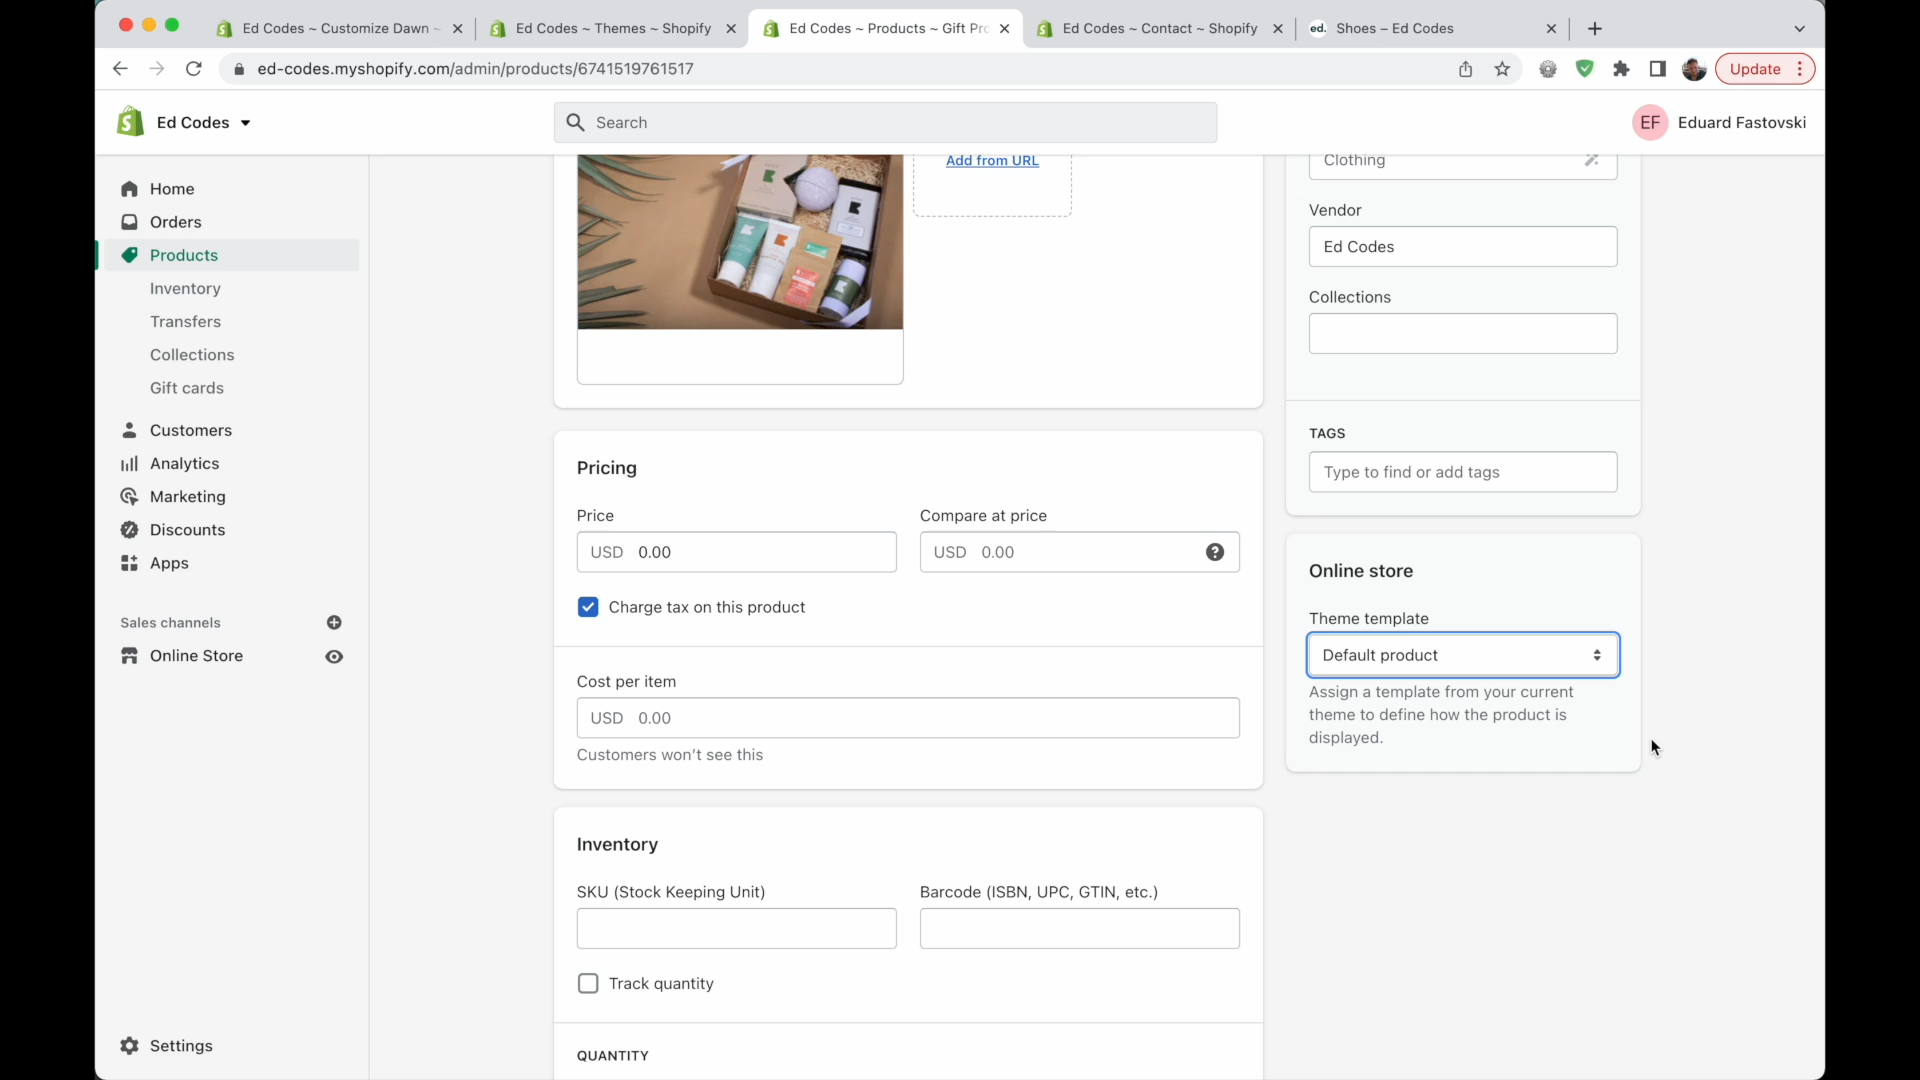 Ed Codes ~ Customize Dawn ~
Ed Codes ~ Themes ~ Shopify
Ed Codes ~ Products ~ Gift Pro
Ed Codes ~ Contact ~ Shopify
ed. Shoes – Ed Codes
ed-codes.myshopify.com/admin/products/6741519761517
Update
Ed Codes
Search
EF Eduard Fastovski
Home
Orders
Products
Inventory
Transfers
Collections
Gift cards
Customers
Analytics
Marketing
Discounts
Apps
Sales channels
Online Store
Settings
Add from URL
Pricing
Price
USD 0.00
Compare at price
USD 0.00
Charge tax on this product
Cost per item
USD 0.00
Customers won't see this
Inventory
SKU (Stock Keeping Unit)
Barcode (ISBN, UPC, GTIN, etc.)
Track quantity
QUANTITY
Clothing
Vendor
Ed Codes
Collections
TAGS
Type to find or add tags
Online store
Theme template
Default product
Assign a template from your current
theme to define how the product is
displayed.